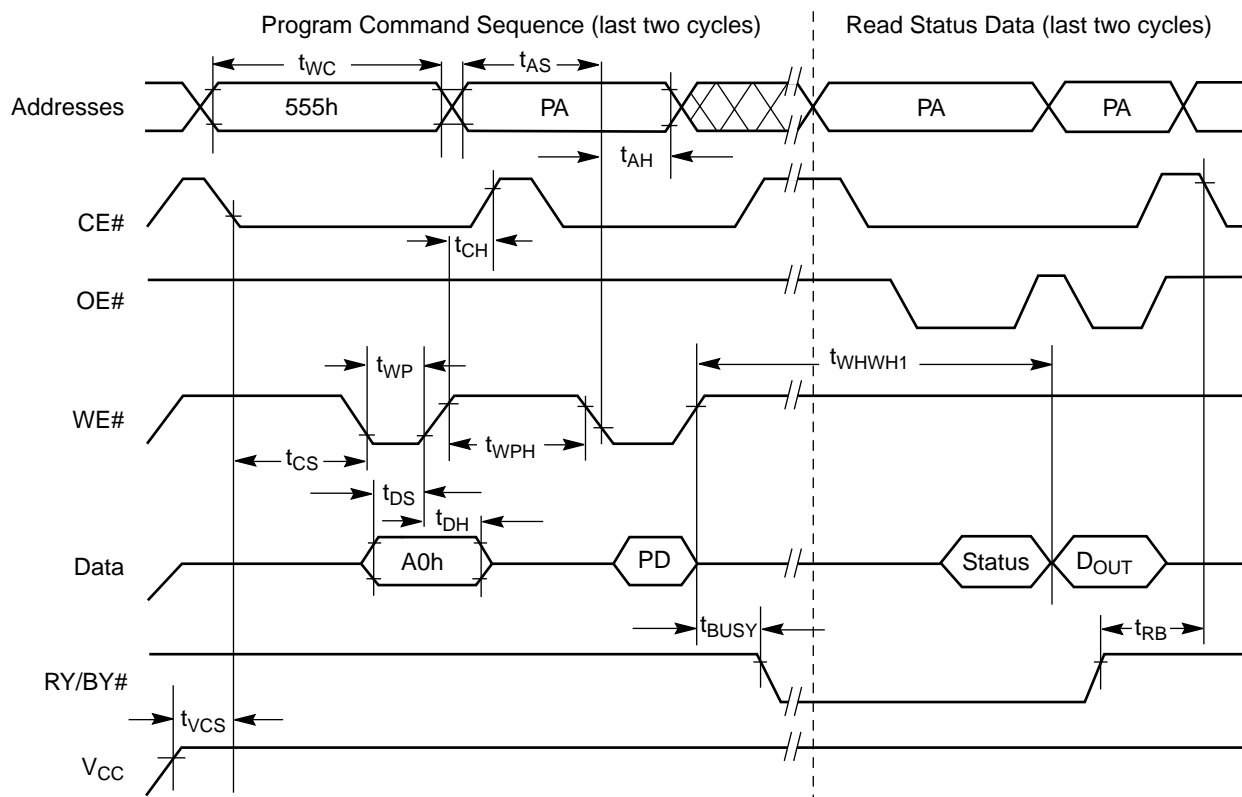 Program Command Sequence (last two cycles)
Read Status Data (last two cycles)
tWC
tAS
Addresses
555h
PA
PA
PA
tAH
CE#
tCH
OE#
tWP
tWHWH1
WE#
tCS
tWPH
tDS
tDH
Data
A0h
PD
Status
DOUT
tBUSY
tRB
RY/BY#
tVCS
VCC